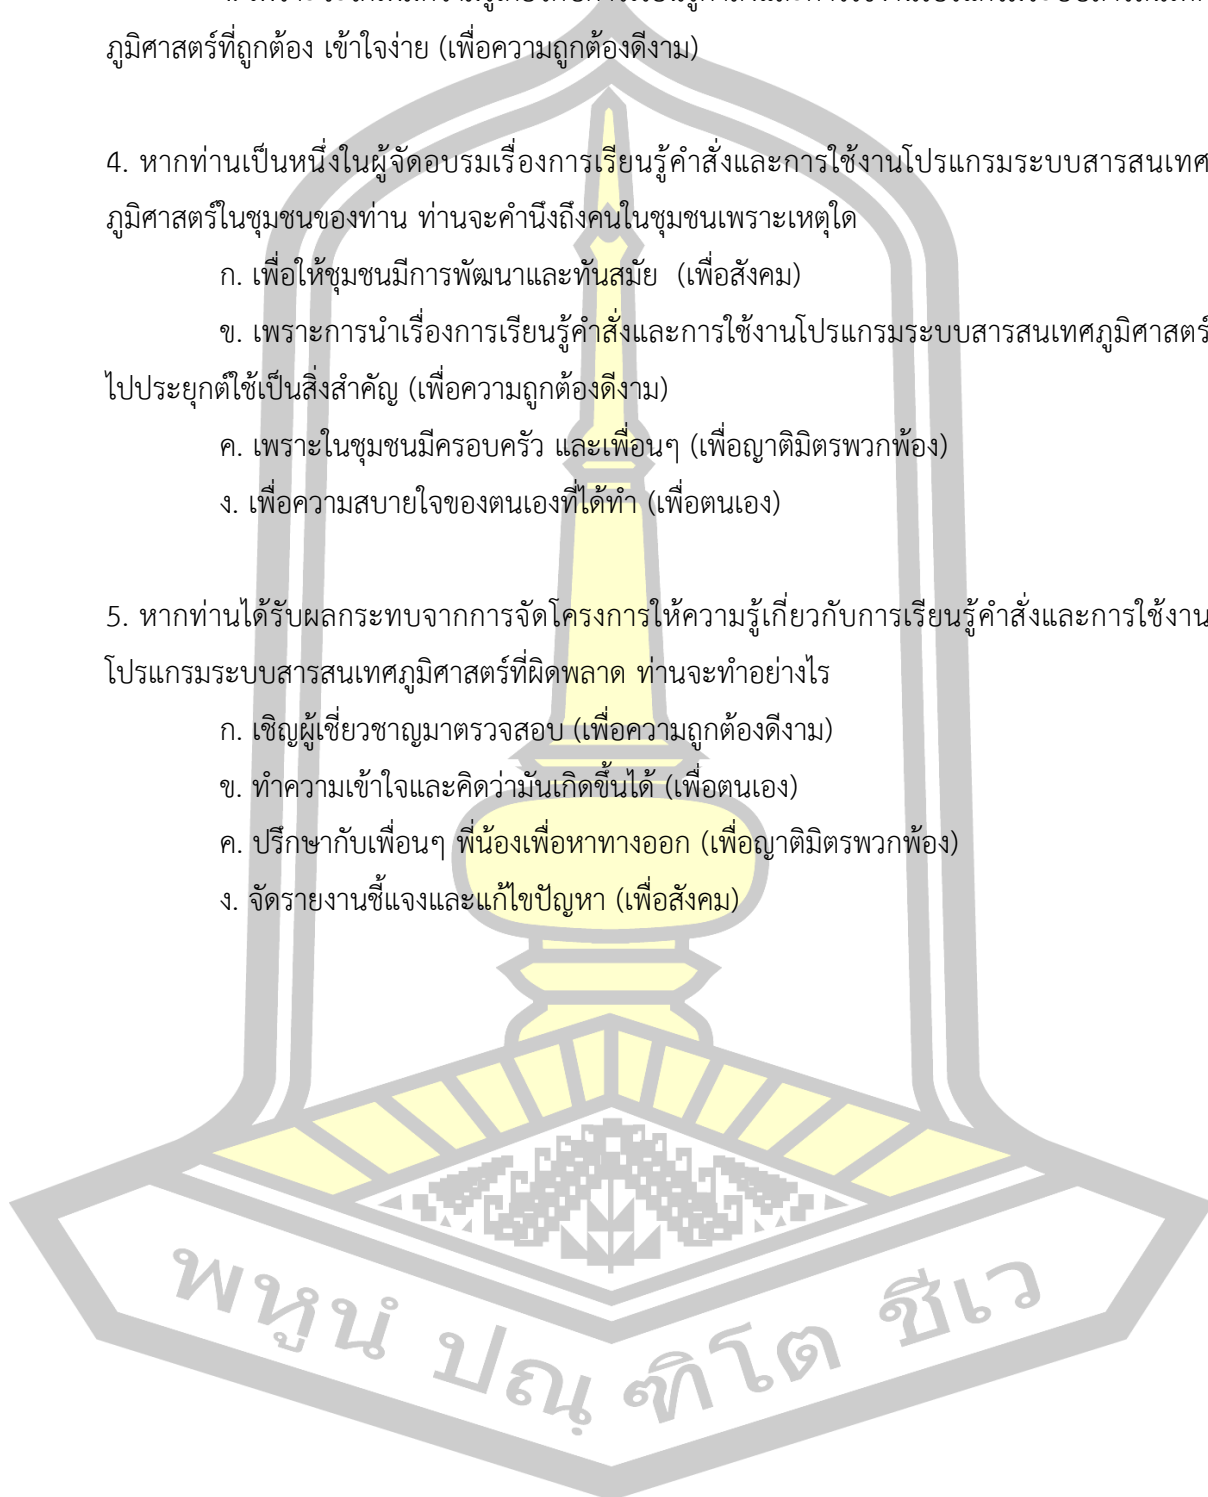 ภูมิศาสตร์ที่ถูกต้อง เข้าใจง่าย (เพื่อความถูกต้องดีงาม)
4. หากท่านเป็นหนึ่งในผู้จัดอบรมเรื่องการเรียนรู้คำสั่งและการใช้งานโปรแกรมระบบสารสนเทศ
ภูมิศาสตร์ในชุมชนของท่าน ท่านจะคำนึงถึงคนในชุมชนเพราะเหตุใด
ก. เพื่อให้ชุมชนมีการพัฒนาและทันสมัย (เพื่อสังคม)
ข. เพราะการนำเรื่องการเรียนรู้คำสั่งและการใช้งานโปรแกรมระบบสารสนเทศภูมิศาสตร์
ไปประยุกต์ใช้เป็นสิ่งสำคัญ (เพื่อความถูกต้องดีงาม)
ค. เพราะในชุมชนมีครอบครัว และเพื่อนๆ (เพื่อญาติมิตรพวกพ้อง)
ง. เพื่อความสบายใจของตนเองที่ได้ทำ (เพื่อตนเอง)
5. หากท่านได้รับผลกระทบจากการจัดโครงการให้ความรู้เกี่ยวกับการเรียนรู้คำสั่งและการใช้งาน
โปรแกรมระบบสารสนเทศภูมิศาสตร์ที่ผิดพลาด ท่านจะทำอย่างไร
ก. เชิญผู้เชี่ยวชาญมาตรวจสอบ (เพื่อความถูกต้องดีงาม)
ข. ทำความเข้าใจและคิดว่ามันเกิดขึ้นได้ (เพื่อตนเอง)
ค. ปรึกษากับเพื่อนๆ พี่น้องเพื่อหาทางออก (เพื่อญาติมิตรพวกพ้อง)
ง. จัดรายงานชี้แจงและแก้ไขปัญหา (เพื่อสังคม)
พหูนํ ปณฺฑิโต ชีเว